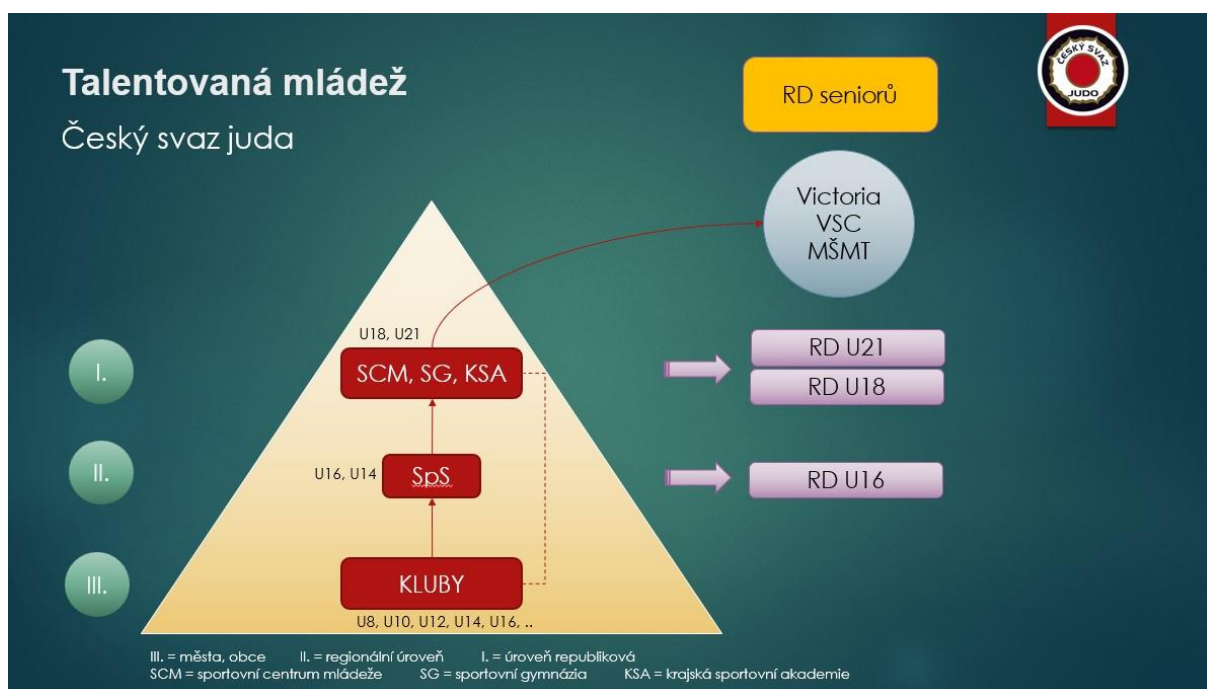 Talentovaná mládež
Český svaz juda
RD seniorů
ČESKÝ SVAZ
JUDO
Victoria
VSC
MŠMT
U18, U21
I.
SCM, SG, KSA
RD U21
RD U18
II.
U16, U14
SpS
RD U16
III.
KLUBY
U8, U10, U12, U14, U16, ..
III. = města, obce II. = regionální úroveň I. = úroveň republiková
SCM = sportovní centrum mládeže SG = sportovní gymnázia KSA = krajská sportovní akademie